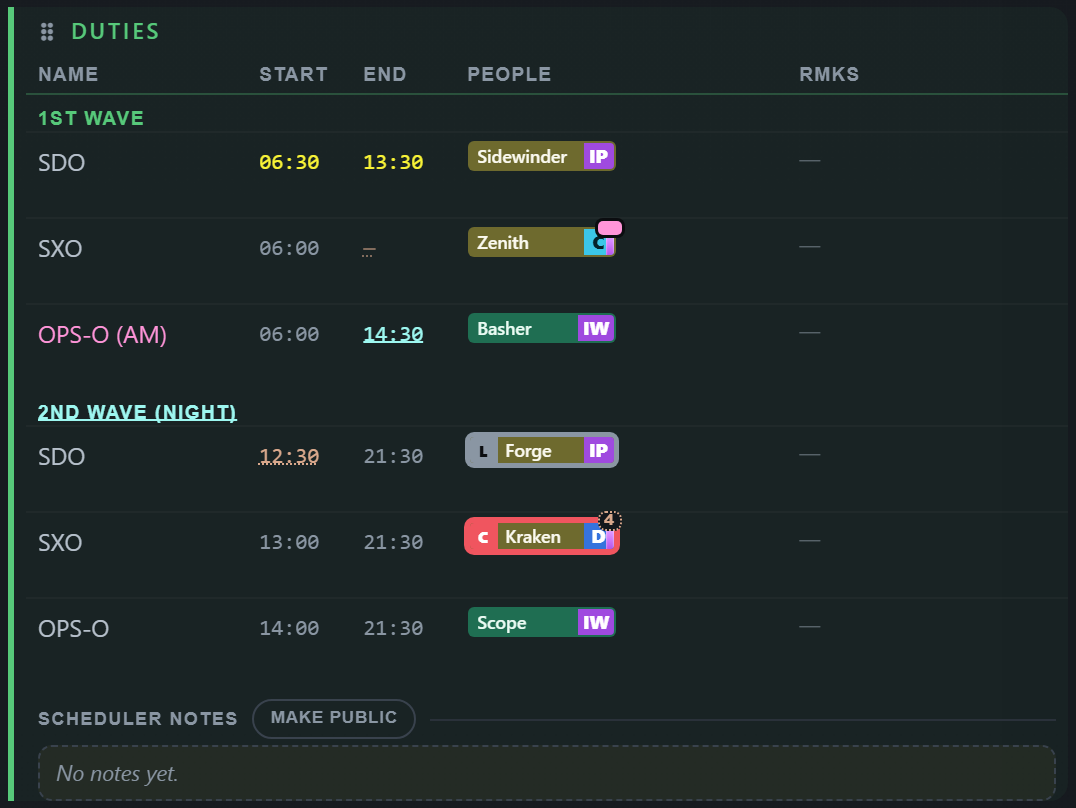 DUTIES
NAME START END PEOPLE RMKS
1ST WAVE
SDO 06:30 13:30 Sidewinder IP —
SXO 06:00 – Zenith C —
OPS-O (AM) 06:00 14:30 Basher IW —
2ND WAVE (NIGHT)
SDO 12:30 21:30 L Forge IP —
4
SXO 13:00 21:30 C Kraken D —
OPS-O 14:00 21:30 Scope IW —
SCHEDULER NOTES MAKE PUBLIC
No notes yet.